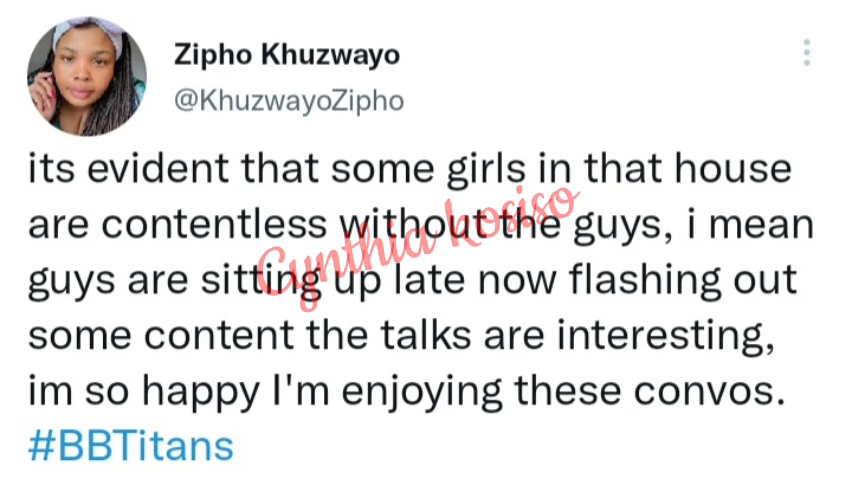 Zipho Khuzwayo
@KhuzwayoZipho
its evident that some girls in that house
are contentless without the guys, i mean
guys are sitting up late now flashing out
some content the talks are interesting,
im so happy I'm enjoying these convos.
#BBTitans
Cynthia kosiso